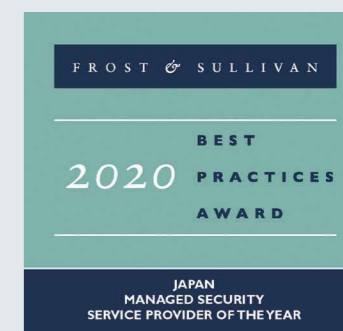 FROST & SULLIVAN
BEST
2020 PRACTICES
AWARD
JAPAN
MANAGED SECURITY
SERVICE PROVIDER OF THE YEAR